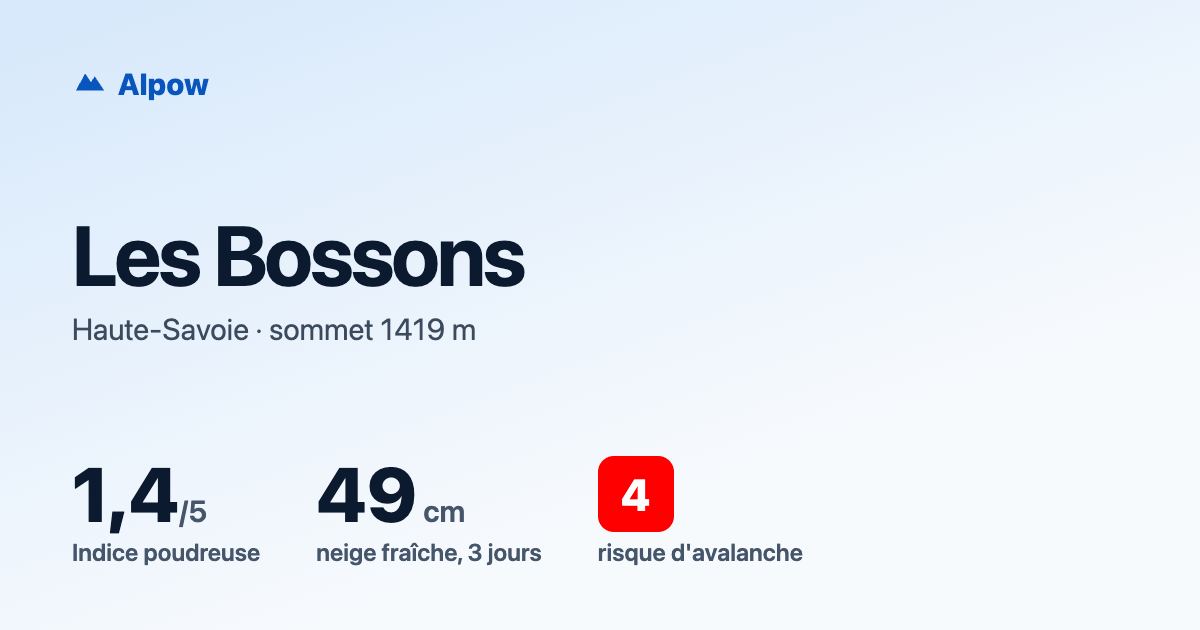 Alpow
Les Bossons
Haute-Savoie · sommet 1419 m
1,4/5 49 cm 4
Indice poudreuse neige fraîche, 3 jours risque d'avalanche